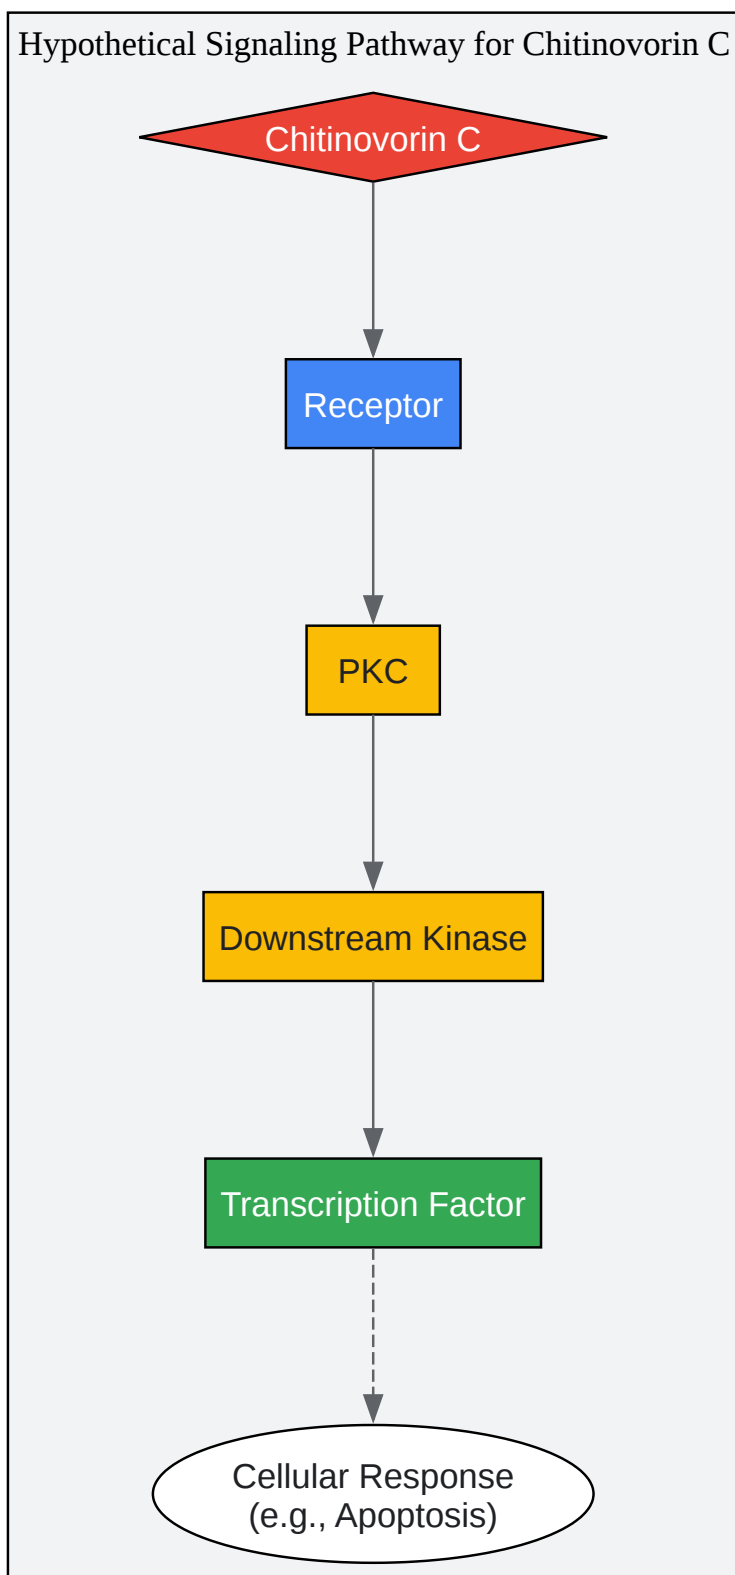 Hypothetical Signaling Pathway for Chitinovorin C
Chitinovorin C
Receptor
PKC
Downstream Kinase
Transcription Factor
Cellular Response
(e.g., Apoptosis)